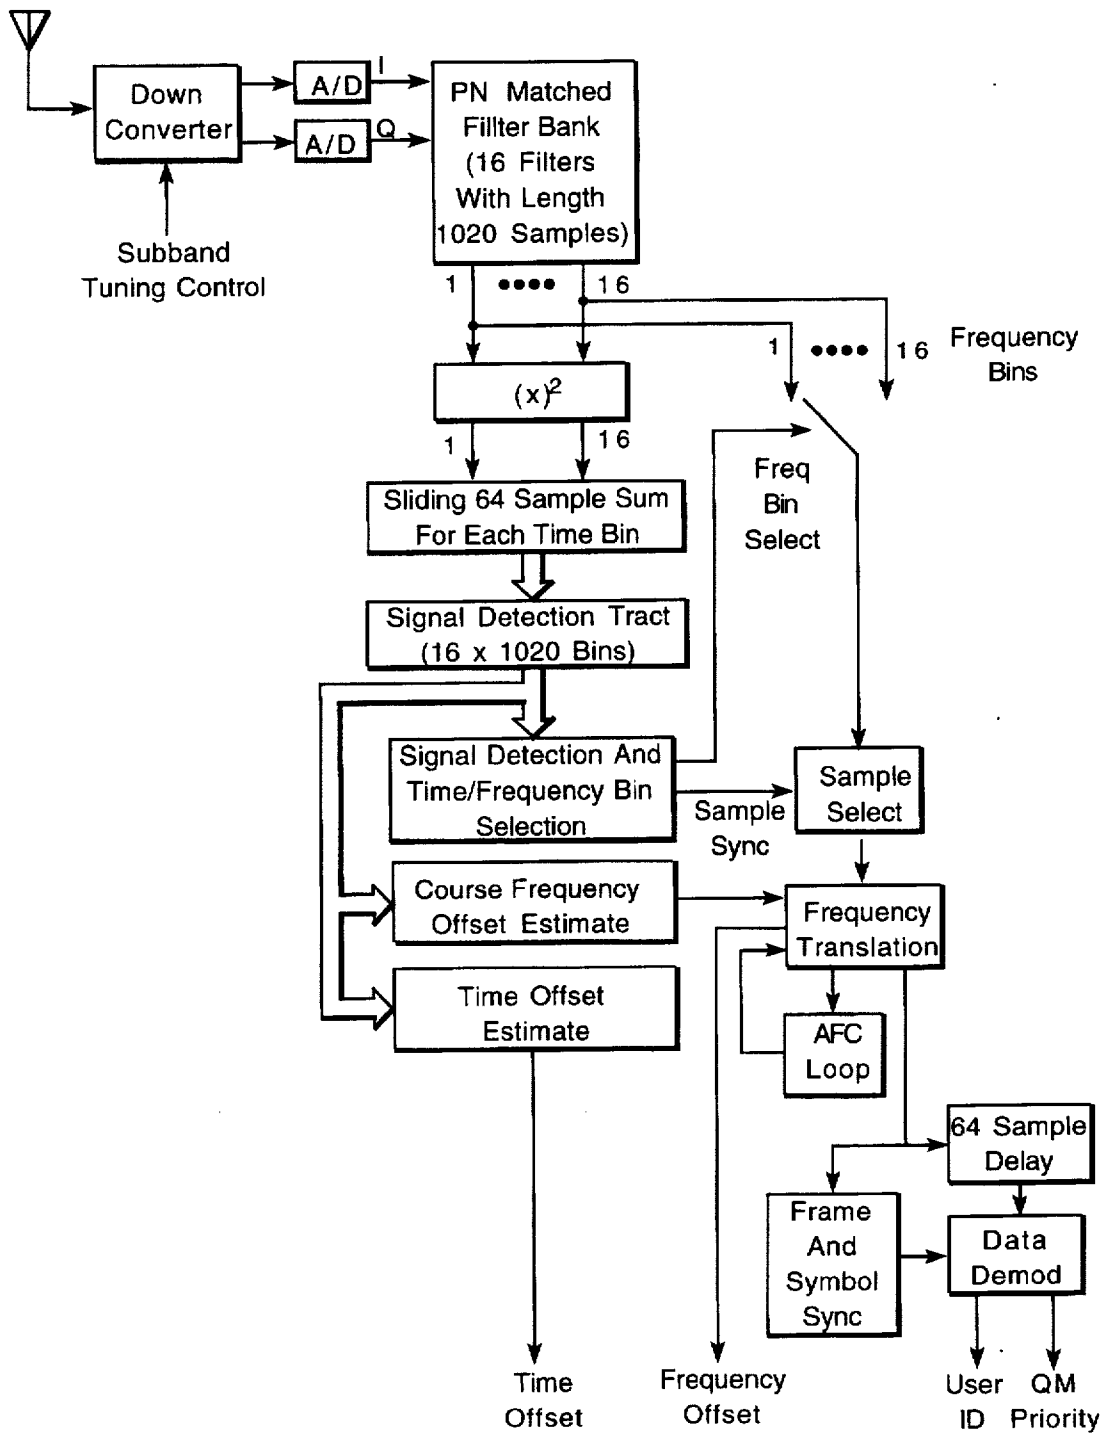 Down
Converter
A/D
I
A/D
Q
PN Matched
Fillter Bank
(16 Filters
With Length
1020 Samples)
Subband
Tuning Control
1
16
1
16
Frequency
Bins
(x)2
1
16
Freq
Bin
Select
Sliding 64 Sample Sum
For Each Time Bin
Signal Detection Tract
(16 x 1020 Bins)
Signal Detection And
Time/Frequency Bin
Selection
Sample
Sync
Sample
Select
Course Frequency
Offset Estimate
Frequency
Translation
Time Offset
Estimate
AFC
Loop
64 Sample
Delay
Frame
And
Symbol
Sync
Data
Demod
Time
Offset
Frequency
Offset
User
ID
QM
Priority